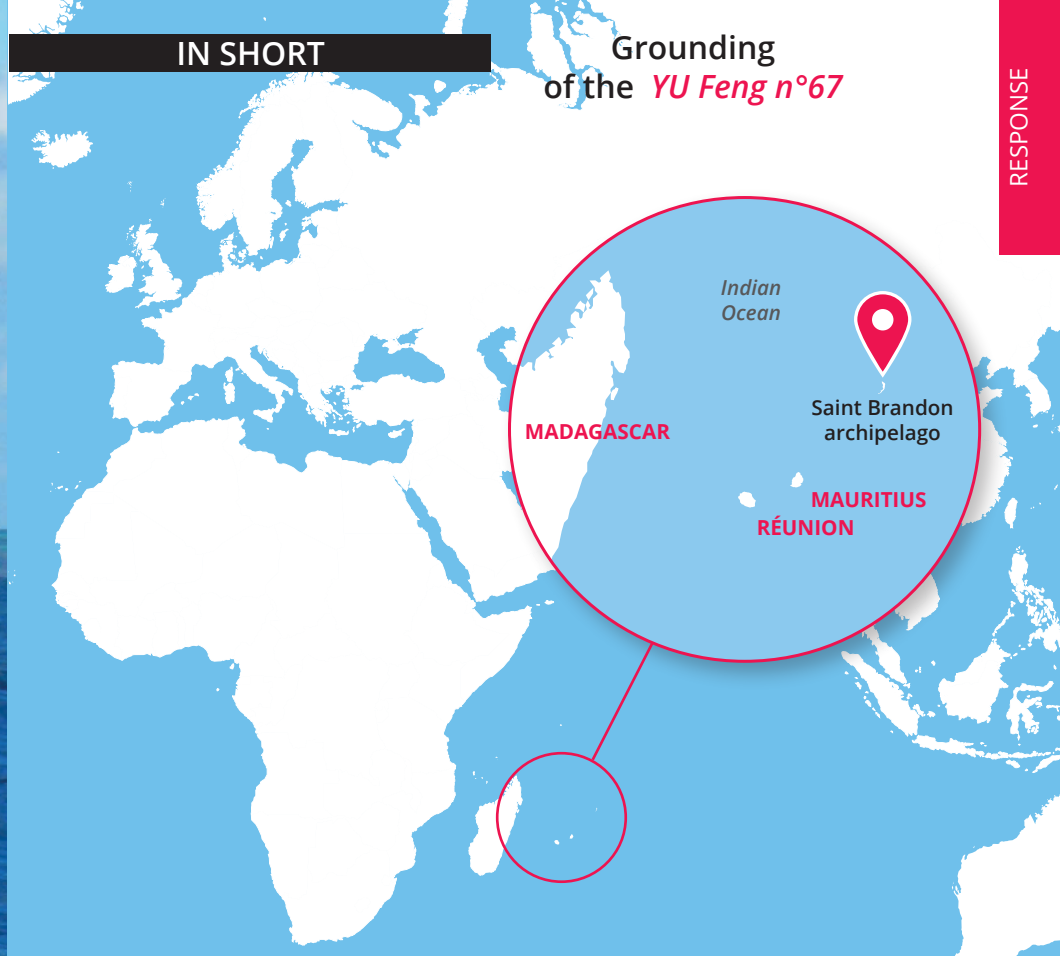 IN SHORT
Grounding
of the YU Feng n°67
RESPONSE
Indian
Ocean
Saint Brandon
archipelago
MADAGASCAR
MAURITIUS
RÉUNION